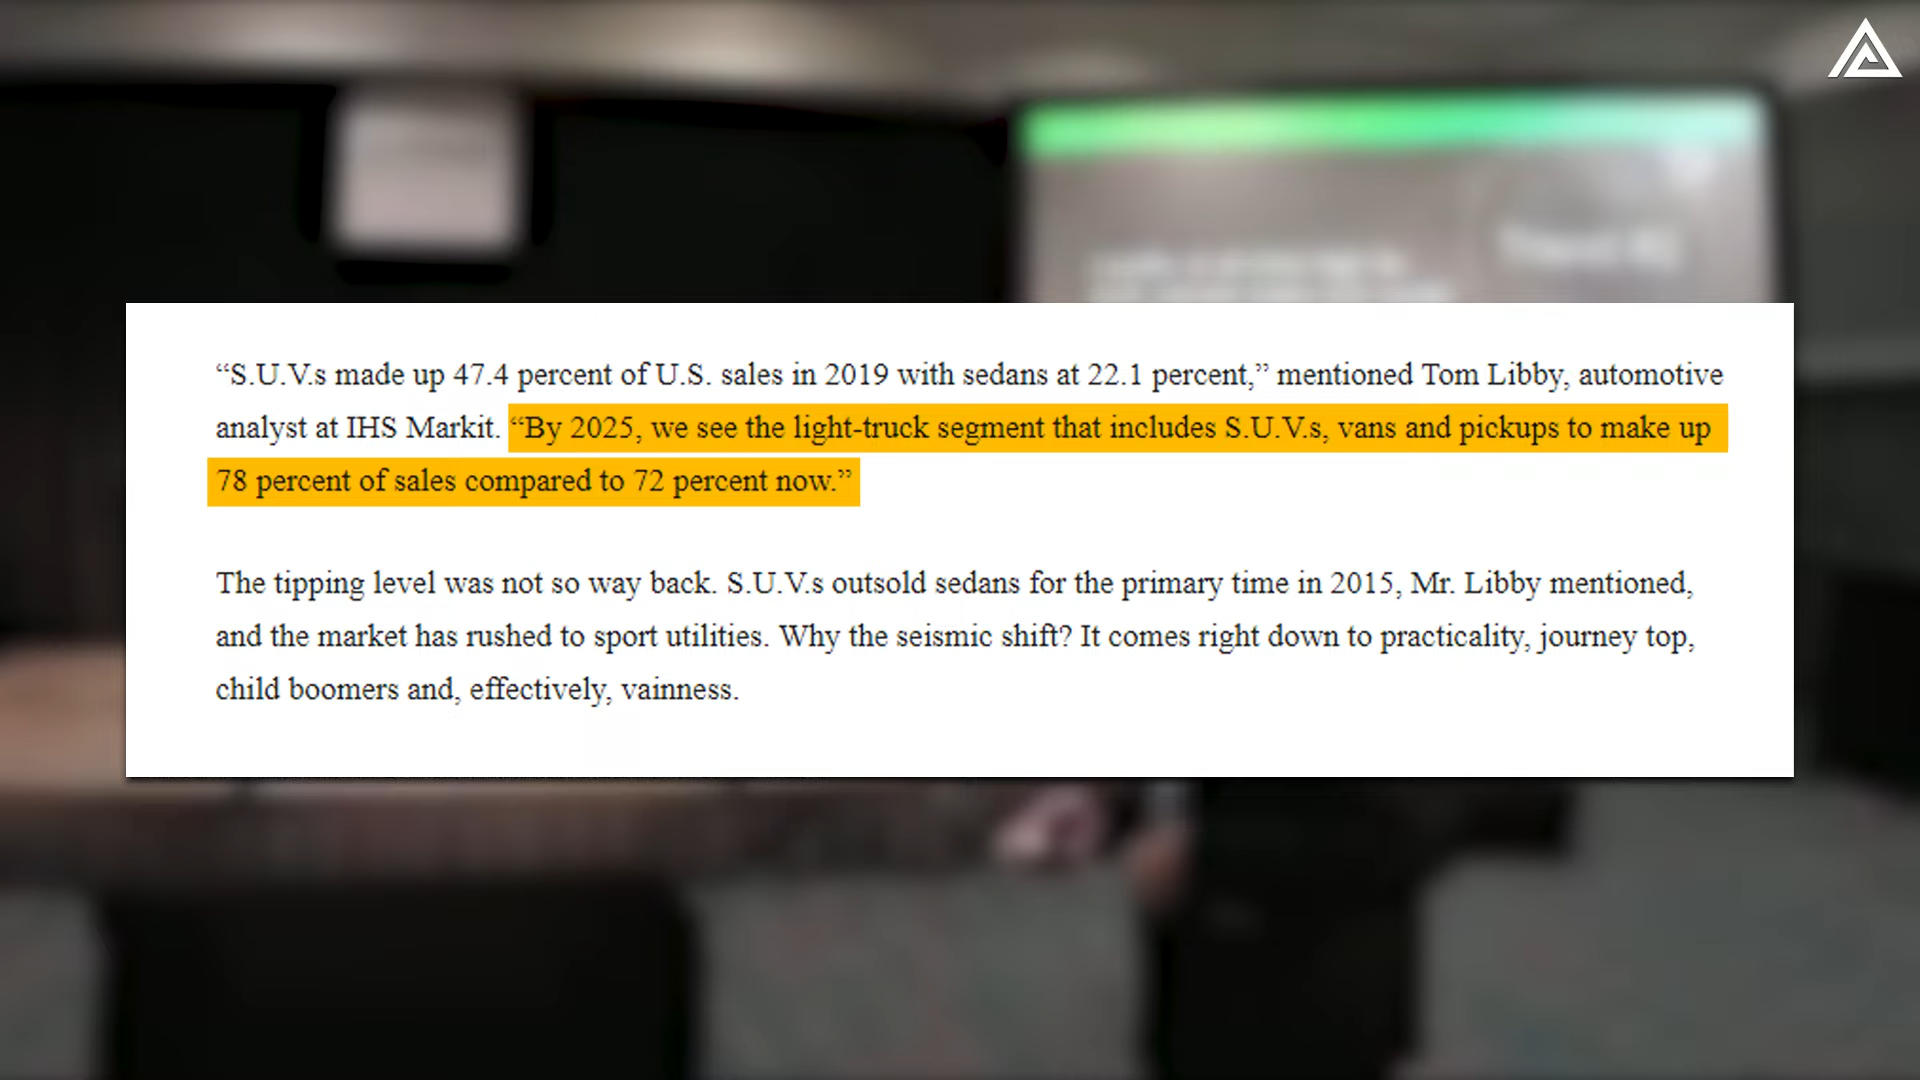 “S.U.V.s made up 47.4 percent of U.S. sales in 2019 with sedans at 22.1 percent,” mentioned Tom Libby, automotive
analyst at IHS Markit. “By 2025, we see the light-truck segment that includes S.U.V.s, vans and pickups to make up
78 percent of sales compared to 72 percent now.”
The tipping level was not so way back. S.U.V.s outsold sedans for the primary time in 2015, Mr. Libby mentioned,
and the market has rushed to sport utilities. Why the seismic shift? It comes right down to practicality, journey top,
child boomers and, effectively, vainness.